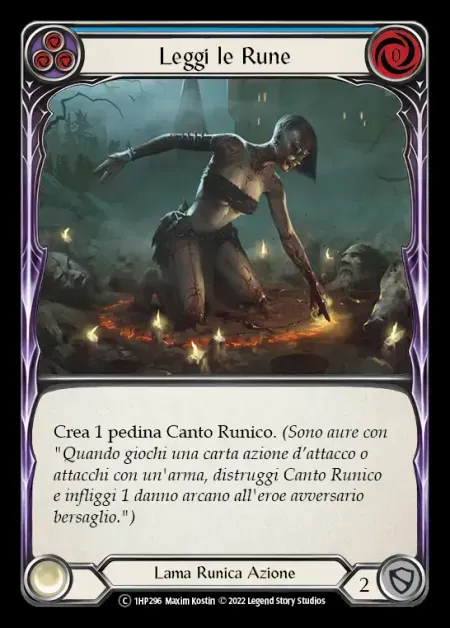 Leggi le Rune
0
Crea 1 pedina Canto Runico. (Sono aure con
"Quando giochi una carta azione d'attacco o
attacchi con un'arma, distruggi Canto Runico
e infliggi 1 danno arcano all'eroe avversario
bersaglio.")
Lama Runica Azione
2
C 1HP296 Maxim Kostin © 2022 Legend Story Studios